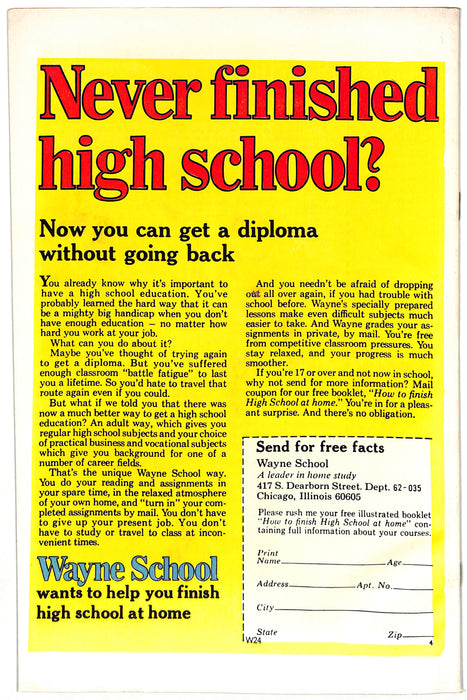 Never finished
high school?
Now you can get a diploma
without going back
You already know why it's important to
have a high school education. You've
probably learned the hard way that it can
be a mighty big handicap when you don't
have enough education — no matter how
hard you work at your job.
What can you do about it?
Maybe you've thought of trying again
to get a diploma. But you've suffered
enough classroom "battle fatigue" to last
you a lifetime. So you'd hate to travel that
route again even if you could.
But what if we told you that there was
now a much better way to get a high school
education? An adult way, which gives you
regular high school subjects and your choice
of practical business and vocational subjects
which give you background for one of a
number of career fields.
That's the unique Wayne School way.
You do your reading and assignments in
your spare time, in the relaxed atmosphere
of your own home, and "turn in" your com-
pleted assignments by mail. You don't have
to give up your present job. You don't
have to study or travel to class at incon-
venient times.
Wayne School
wants to help you finish
high school at home
And you needn't be afraid of dropping
out all over again, if you had trouble with
school before. Wayne's specially prepared
lessons make even difficult subjects much
easier to take. And Wayne grades your as-
signments in private, by mail. You're free
from competitive classroom pressures. You
stay relaxed, and your progress is much
smoother.
If you're 17 or over and not now in school,
why not send for more information? Mail
coupon for our free booklet, "How to finish
High School at home." You're in for a pleas-
ant surprise. And there's no obligation.
Send for free facts
Wayne School
A leader in home study
417 S. Dearborn Street. Dept. 62-035
Chicago, Illinois 60605
Please rush me your free illustrated booklet
"How to finish High School at home" con-
taining full information about your courses.
Print
Name Age
Address Apt. No.
City
State Zip
W24 4